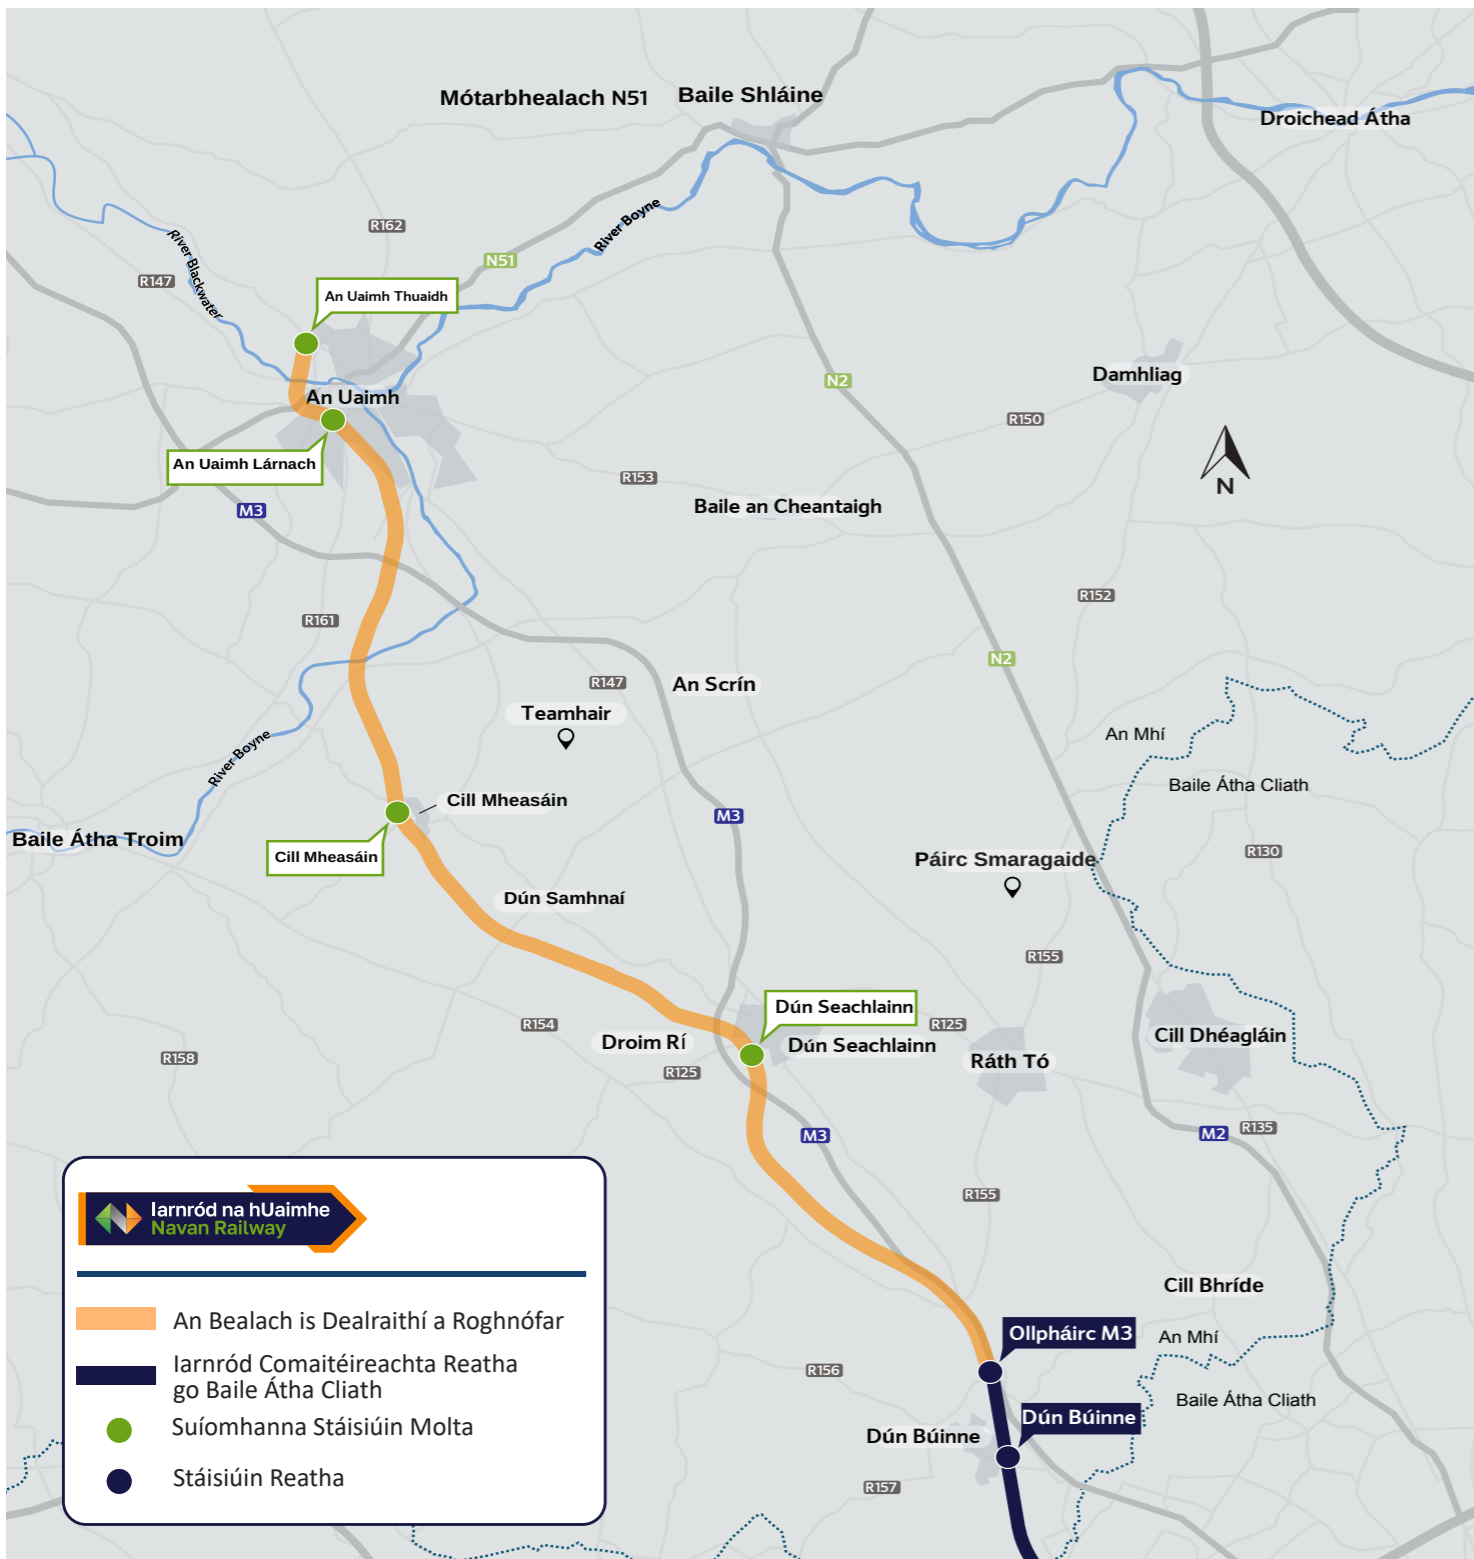 Mótarbhealach N51
Baile Shláine
Droichead Átha
R162
River Boyne
River Blackwater
N51
R147
An Uaimh Thuaidh
Damhliag
N2
An Uaimh
R150
An Uaimh Lárnach
R153
N
M3
Baile an Cheantaigh
R152
R161
N2
R147
An Scrín
Teamhair
An Mhí
River Boyne
Baile Átha Cliath
Cill Mheasáin
M3
Baile Átha Troim
Cill Mheasáin
Páirc Smaragaide
R130
Dún Samhnaí
R155
Dún Seachlainn
R154
R125
Droim Rí
Dún Seachlainn
Cill Dhéagláin
R158
Ráth Tó
R125
M3
M2
R135
R155
Iarnród na hUaimhe
Navan Railway
Cill Bhríde
An Bealach is Dealraithí a Roghnófar
Ollpháirc M3
An Mhí
Iarnród Comaitéireachta Reatha
go Baile Átha Cliath
R156
Baile Átha Cliath
Suíomhanna Stáisiúin Molta
Dún Búinne
Dún Búinne
Stáisiúin Reatha
R157